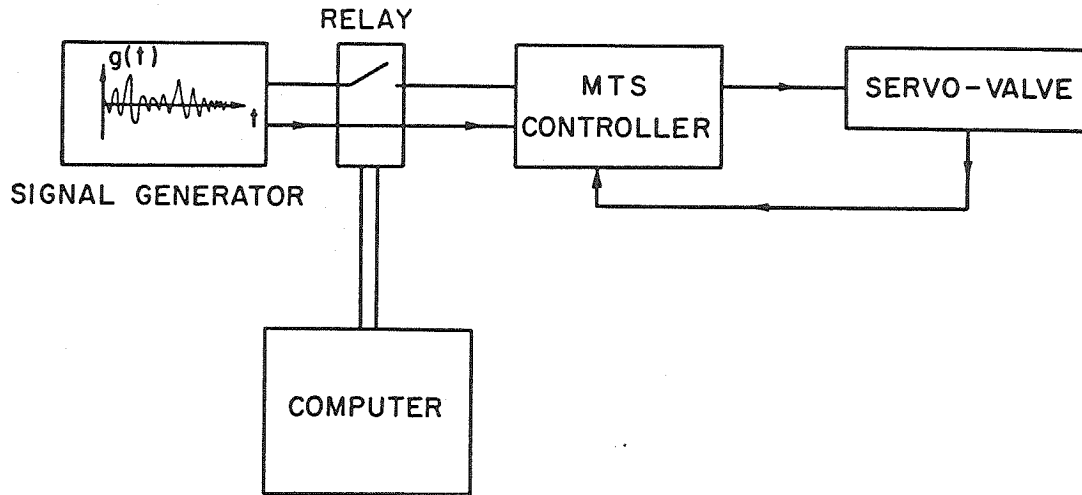 RELAY
g(t)
t
SIGNAL GENERATOR
MTS
CONTROLLER
SERVO-VALVE
COMPUTER